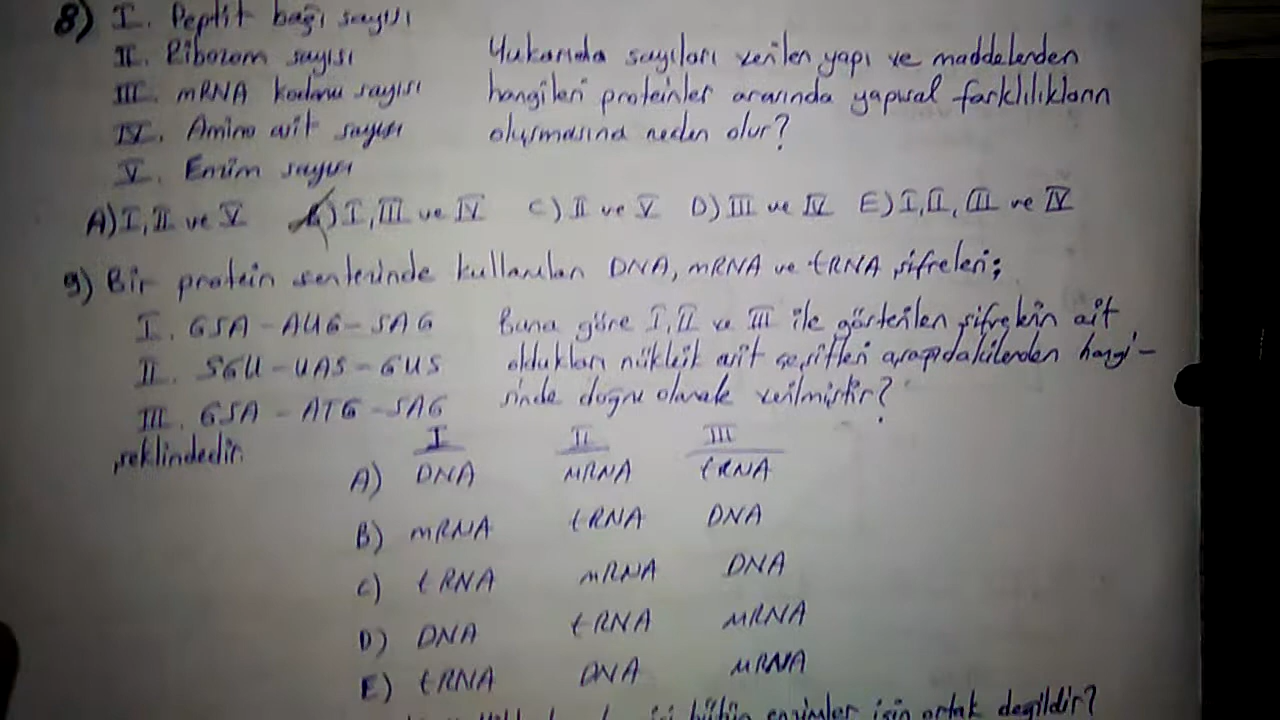 8) I. Peptit bağı sayısı
II. Ribozom sayısı
III. mRNA kodonu sayısı
IV. Amino asit sayısı
V. Enzim sayısı
Yukarıda sayıları verilen yapı ve maddelerden
hangileri proteinler arasında yapısal farklılıkların
oluşmasına neden olur?
A) I, II ve V B) I, III ve IV C) II ve V D) III ve IV E) I, II, III ve IV
9) Bir protein sentezinde kullanılan DNA, mRNA ve tRNA şifreleri;
I. GSA - AUG - SAG
II. SGU - UAS - GUS
III. GSA - ATG - SAG
şeklindedir.
Buna göre I, II ve III ile gösterilen şifrelerin ait
oldukları nükleik asit çeşitleri aşağıdakilerden hangi-
sinde doğru olarak verilmiştir?
I II III
A) DNA mRNA tRNA
B) mRNA tRNA DNA
C) tRNA mRNA DNA
D) DNA tRNA mRNA
E) tRNA DNA mRNA
bütün enzimler için ortak değildir?